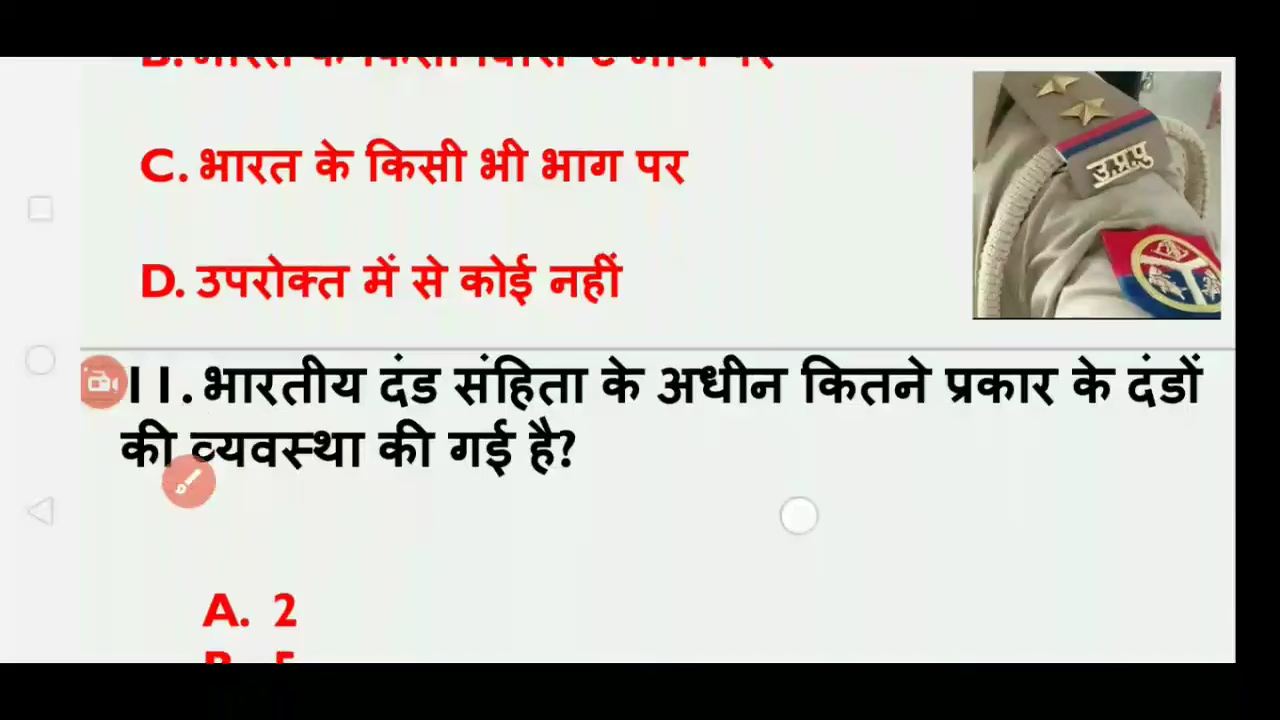 C. भारत के किसी भी भाग पर
D. उपरोक्त में से कोई नहीं
उ.प्र.पु
11. भारतीय दंड संहिता के अधीन कितने प्रकार के दंडों
की व्यवस्था की गई है?
A. 2